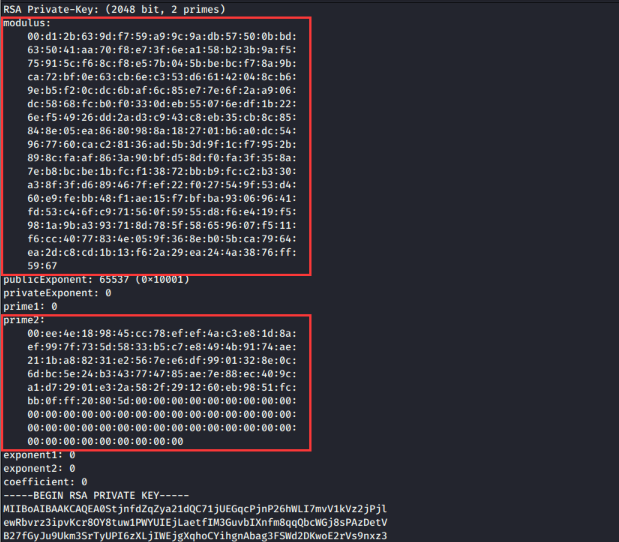 RSA Private-Key: (2048 bit, 2 primes)
modulus:
00:d1:2b:63:9d:f7:59:a9:9c:9a:db:57:50:0b:bd:
63:50:41:aa:70:f8:e7:3f:6e:a1:58:b2:3b:9a:f5:
75:91:5c:f6:8c:f8:e5:7b:04:5b:be:bc:f7:8a:9b:
ca:72:bf:0e:63:cb:6e:c3:53:d6:61:42:04:8c:b6:
9e:b5:f2:0c:dc:6b:af:6c:85:e7:7e:6f:2a:a9:06:
dc:58:68:fc:b0:f0:33:0d:eb:55:07:6e:df:1b:22:
6e:f5:49:26:dd:2a:d3:c9:43:c8:eb:35:cb:8c:85:
84:8e:05:ea:86:80:98:8a:18:27:01:b6:a0:dc:54:
96:77:60:ca:c2:81:36:ad:5b:3d:9f:1c:f7:95:2b:
89:8c:fa:af:86:3a:90:bf:d5:8d:f0:fa:3f:35:8a:
7e:b8:bc:be:1b:fc:f1:38:72:bb:b9:fc:c2:b3:30:
a3:8f:3f:d6:89:46:7f:ef:22:f0:27:54:9f:53:d4:
60:e9:fe:bb:48:f1:ae:15:f7:bf:ba:93:06:96:41:
fd:53:c4:6f:c9:71:56:0f:59:55:d8:f6:e4:19:f5:
98:1a:9b:a3:93:71:8d:78:5f:58:65:96:07:f5:11:
f6:cc:40:77:83:4e:05:9f:36:8e:b0:5b:ca:79:64:
ea:2d:c8:cd:1b:13:f6:2a:29:ea:24:4a:38:76:ff:
59:67
publicExponent: 65537 (0×10001)
privateExponent: 0
prime1: 0
prime2:
00:ee:4e:18:98:45:cc:78:ef:ef:4a:c3:e8:1d:8a:
ef:99:7f:73:5d:58:33:b5:c7:e8:49:4b:91:74:ae:
21:1b:a8:82:31:e2:56:7e:e6:df:99:01:32:8e:0c:
6d:bc:5e:24:b3:43:77:47:85:ae:7e:88:ec:40:9c:
a1:d7:29:01:e3:2a:58:2f:29:12:60:eb:98:51:fc:
bb:0f:ff:20:80:5d:00:00:00:00:00:00:00:00:00:
00:00:00:00:00:00:00:00:00:00:00:00:00:00:00:
00:00:00:00:00:00:00:00:00:00:00:00:00:00:00:
00:00:00:00:00:00:00:00:00
exponent1: 0
exponent2: 0
coefficient: 0
-----BEGIN RSA PRIVATE KEY-----
MIIBoAIBAAKCAQEA0StjnfdZqZya21dQC71jUEGqcPjnP26hWLI7mvV1kVz2jPjl
ewRbvrz3ipvKcr8OY8tuw1PWYUIEjLaetfIM3GuvbIXnfm8qqQbcWGj8sPAzDetV
B27fGyJu9Ukm3SrTyUPI6zXLjIWEjgXqhoCYihgnAbag3FSWd2DKwoE2rVs9nxz3